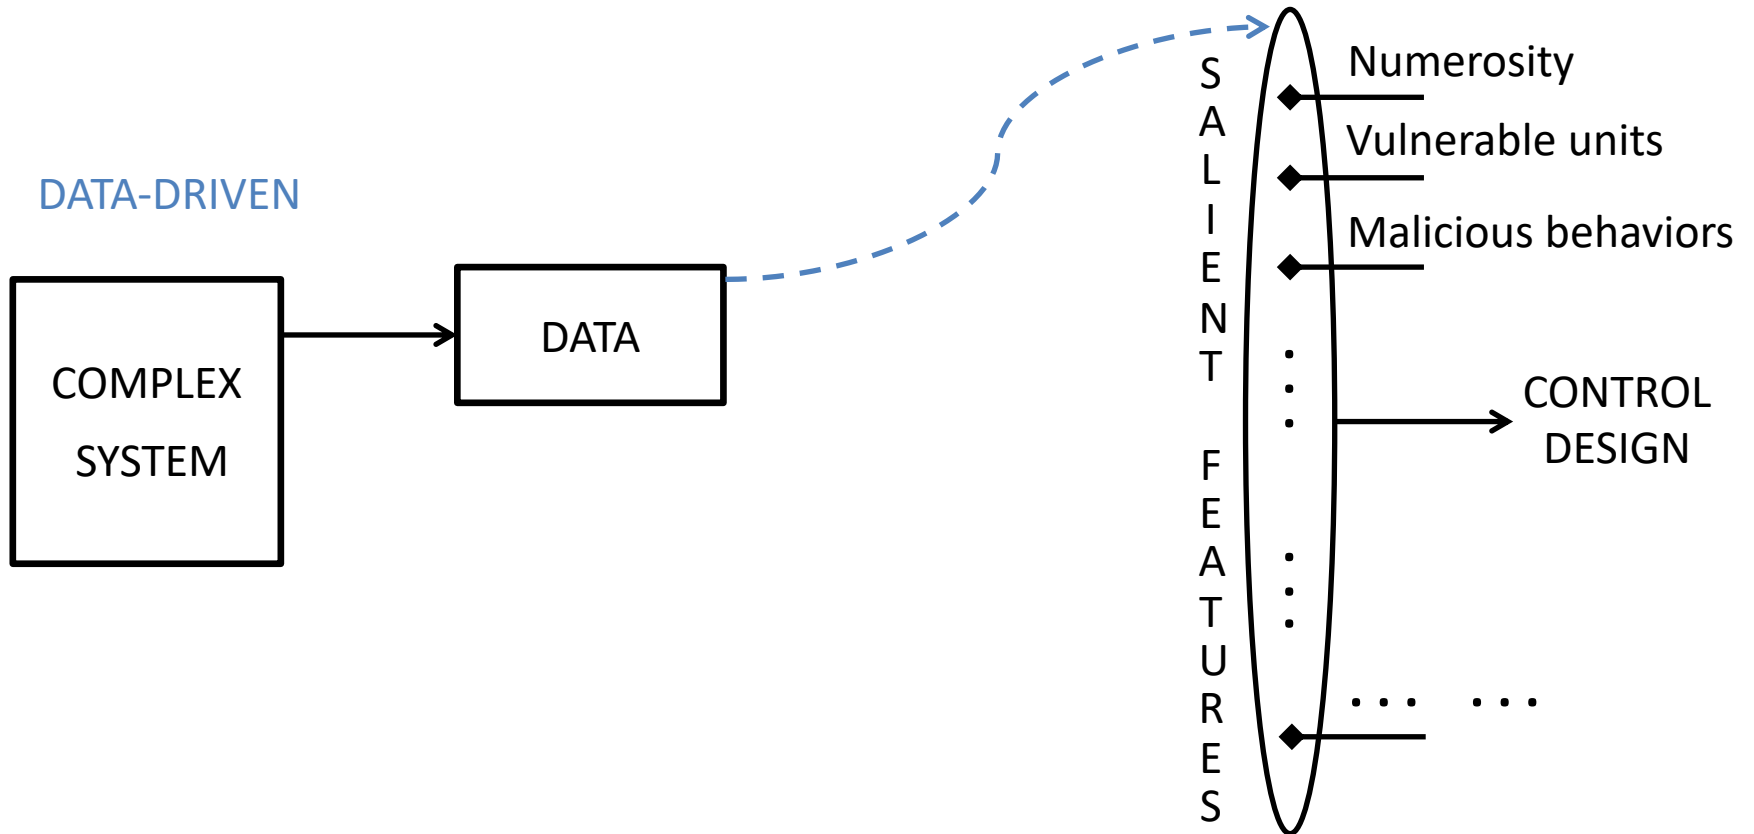 DATA-DRIVEN
COMPLEX
SYSTEM
DATA
SALIENT FEATURES
Numerosity
Vulnerable units
Malicious behaviors
... ...
CONTROL
DESIGN